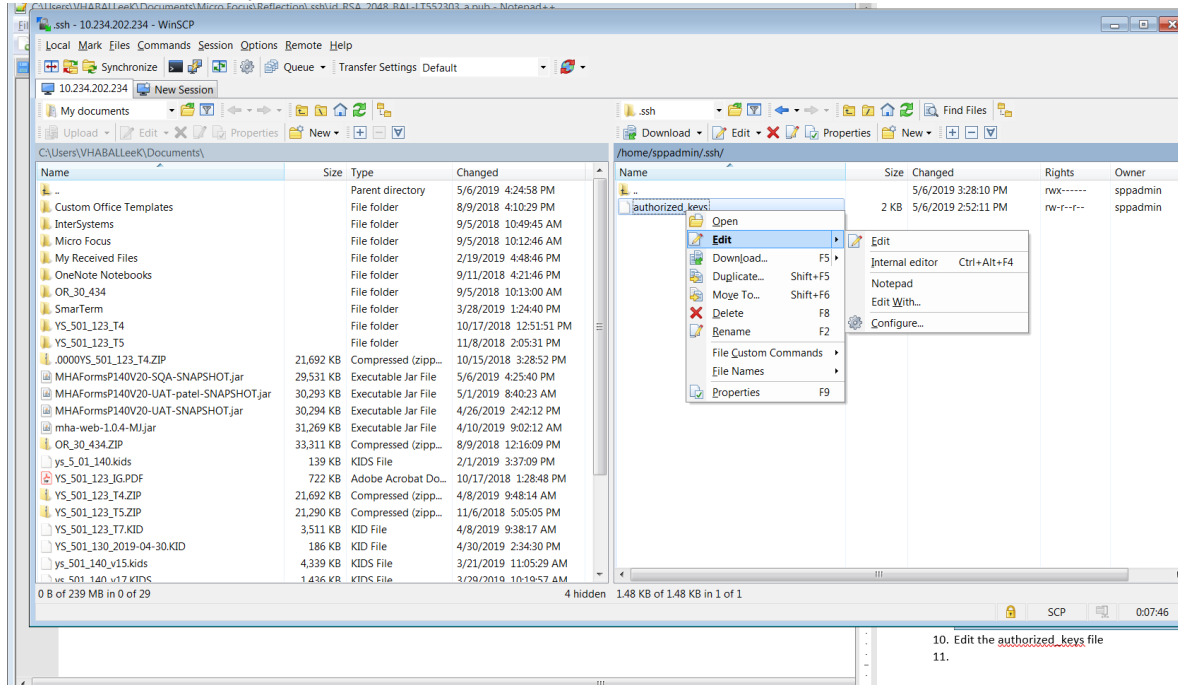 C:\Users\VHABALLeeK\Documents\Micro Focus\Reflection\.ssh\id_RSA_2048_BAL-LT557303_a.pub - Notepad++
.ssh - 10.234.202.234 - WinSCP
Local Mark Files Commands Session Options Remote Help
Synchronize Queue Transfer Settings Default
10.234.202.234 New Session
My documents
Upload Edit Properties New
C:\Users\VHABALLeeK\Documents\
Name Size Type Changed
.. Parent directory 5/6/2019 4:24:58 PM
Custom Office Templates File folder 8/9/2018 4:10:29 PM
InterSystems File folder 9/5/2018 10:49:45 AM
Micro Focus File folder 9/5/2018 10:12:46 AM
My Received Files File folder 2/19/2019 4:48:46 PM
OneNote Notebooks File folder 9/11/2018 4:21:46 PM
OR_30_434 File folder 9/5/2018 10:13:00 AM
SmarTerm File folder 3/28/2019 1:24:40 PM
YS_501_123_T4 File folder 10/17/2018 12:51:51 PM
YS_501_123_T5 File folder 11/8/2018 2:05:31 PM
.0000YS_501_123_T4.ZIP 21,692 KB Compressed (zipp... 10/15/2018 3:28:52 PM
MHAFormsP140V20-SQA-SNAPSHOT.jar 29,531 KB Executable Jar File 5/6/2019 4:25:40 PM
MHAFormsP140V20-UAT-patel-SNAPSHOT.jar 30,293 KB Executable Jar File 5/1/2019 8:40:23 AM
MHAFormsP140V20-UAT-SNAPSHOT.jar 30,294 KB Executable Jar File 4/26/2019 2:42:12 PM
mha-web-1.0.4-MJ.jar 31,269 KB Executable Jar File 4/10/2019 9:02:12 AM
OR_30_434.ZIP 33,311 KB Compressed (zipp... 8/9/2018 12:16:09 PM
ys_5_01_140.kids 139 KB KIDS File 2/1/2019 3:37:09 PM
YS_501_123_IG.PDF 722 KB Adobe Acrobat Do... 10/17/2018 1:28:48 PM
YS_501_123_T4.ZIP 21,692 KB Compressed (zipp... 4/8/2019 9:48:14 AM
YS_501_123_T5.ZIP 21,290 KB Compressed (zipp... 11/6/2018 5:05:05 PM
YS_501_123_T7.KID 3,511 KB KID File 4/8/2019 9:38:17 AM
YS_501_130_2019-04-30.KID 186 KB KID File 4/30/2019 2:34:30 PM
ys_501_140_v15.kids 4,339 KB KIDS File 3/21/2019 11:05:29 AM
ys_501_140_v17.KIDS 1,436 KB KIDS File 3/29/2019 10:19:57 AM
0 B of 239 MB in 0 of 29 4 hidden
.ssh Find Files
Download Edit Properties New
/home/sppadmin/.ssh/
Name Size Changed Rights Owner
.. 5/6/2019 3:28:10 PM rwx------ sppadmin
authorized_keys 2 KB 5/6/2019 2:52:11 PM rw-r--r-- sppadmin
Open
Edit
Download... F5
Duplicate... Shift+F5
Move To... Shift+F6
Delete F8
Rename F2
File Custom Commands
File Names
Properties F9
Edit
Internal editor Ctrl+Alt+F4
Notepad
Edit With...
Configure...
1.48 KB of 1.48 KB in 1 of 1
SCP 0:07:46
10. Edit the authorized_keys file
11.